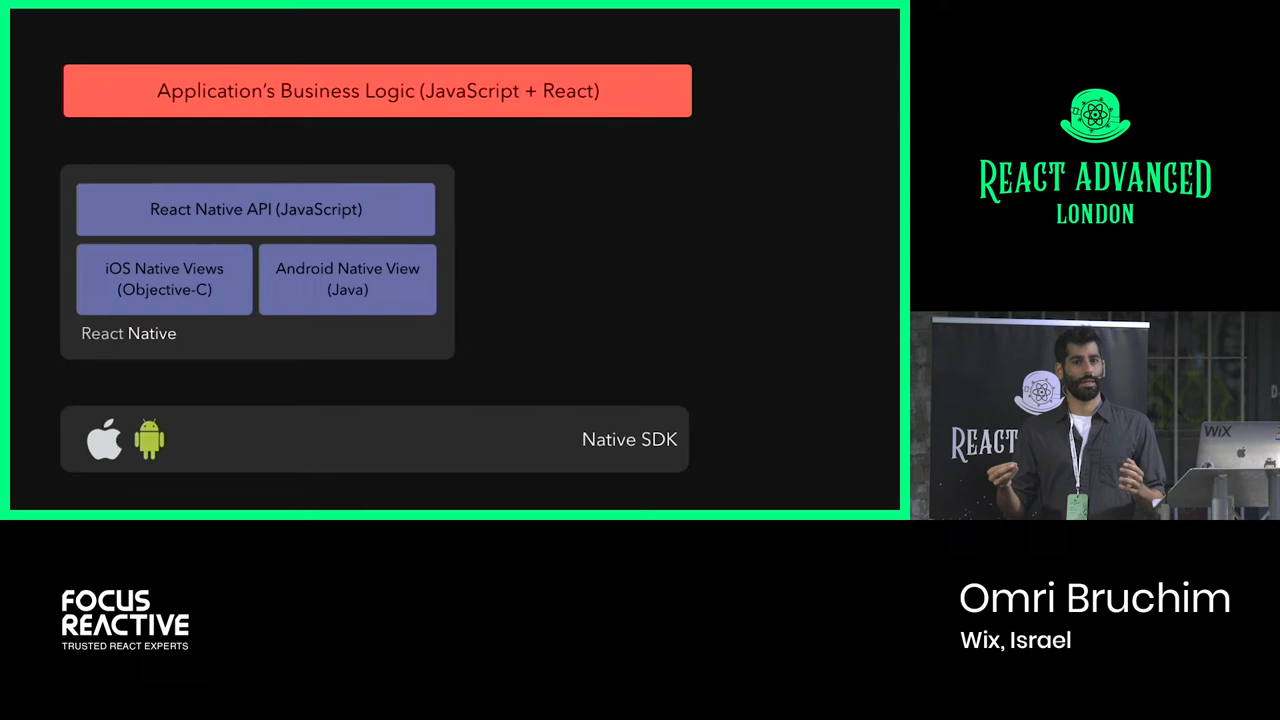 Application's Business Logic (JavaScript + React)
React Native API (JavaScript)
iOS Native Views
(Objective-C)
Android Native View
(Java)
React Native
Native SDK
REACT ADVANCED
LONDON
REACT
WiX
FOCUS
REACTIVE
TRUSTED REACT EXPERTS
Omri Bruchim
Wix, Israel